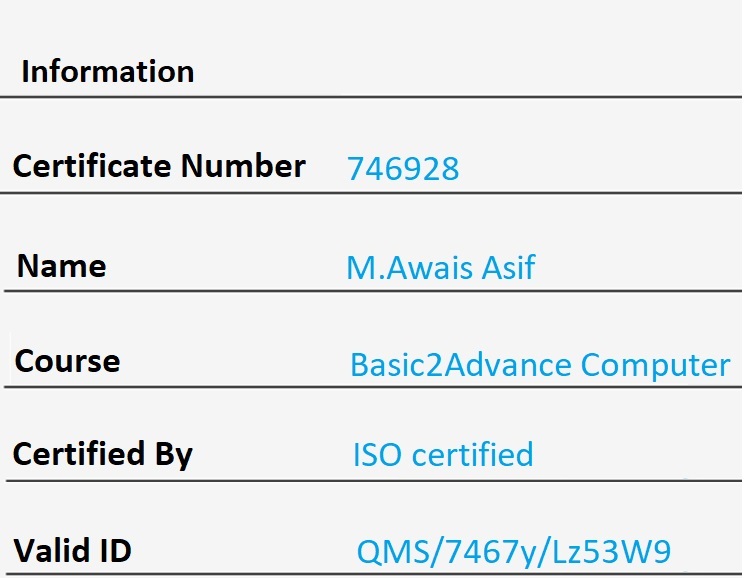 Information
Certificate Number 746928
Name M.Awais Asif
Course Basic2Advance Computer
Certified By ISO certified
Valid ID QMS/7467y/Lz53W9